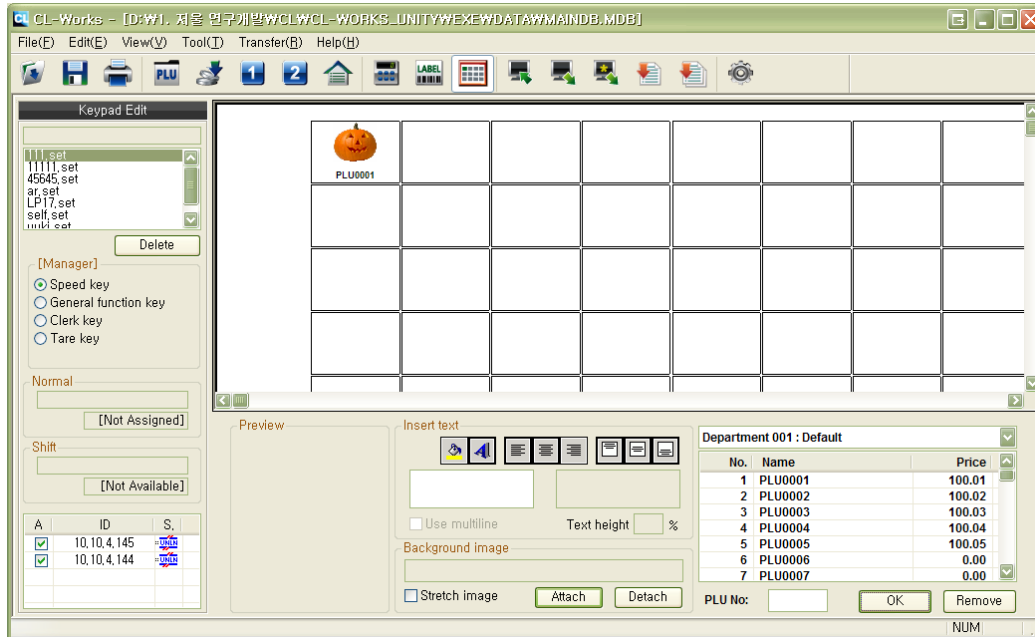 CL-Works - [D:₩1. 저울 연구개발₩CL₩CL-WORKS_UNITY₩EXE₩DATA₩MAINDB.MDB]
File(F) Edit(E) View(V) Tool(T) Transfer(R) Help(H)
PLU 1 2 LABEL
Keypad Edit
111.set
11111.set
45645.set
ar.set
LP17.set
self.set
uuki.set
Delete
[Manager]
Speed key
General function key
Clerk key
Tare key
Normal
[Not Assigned]
Shift
[Not Available]
A ID S.
10.10.4.145 UNLN
10.10.4.144 UNLN
PLU0001
Preview
Insert text
Use multiline Text height %
Background image
Stretch image Attach Detach
Department 001 : Default
No. Name Price
1 PLU0001 100.01
2 PLU0002 100.02
3 PLU0003 100.03
4 PLU0004 100.04
5 PLU0005 100.05
6 PLU0006 0.00
7 PLU0007 0.00
PLU No: OK Remove
NUM